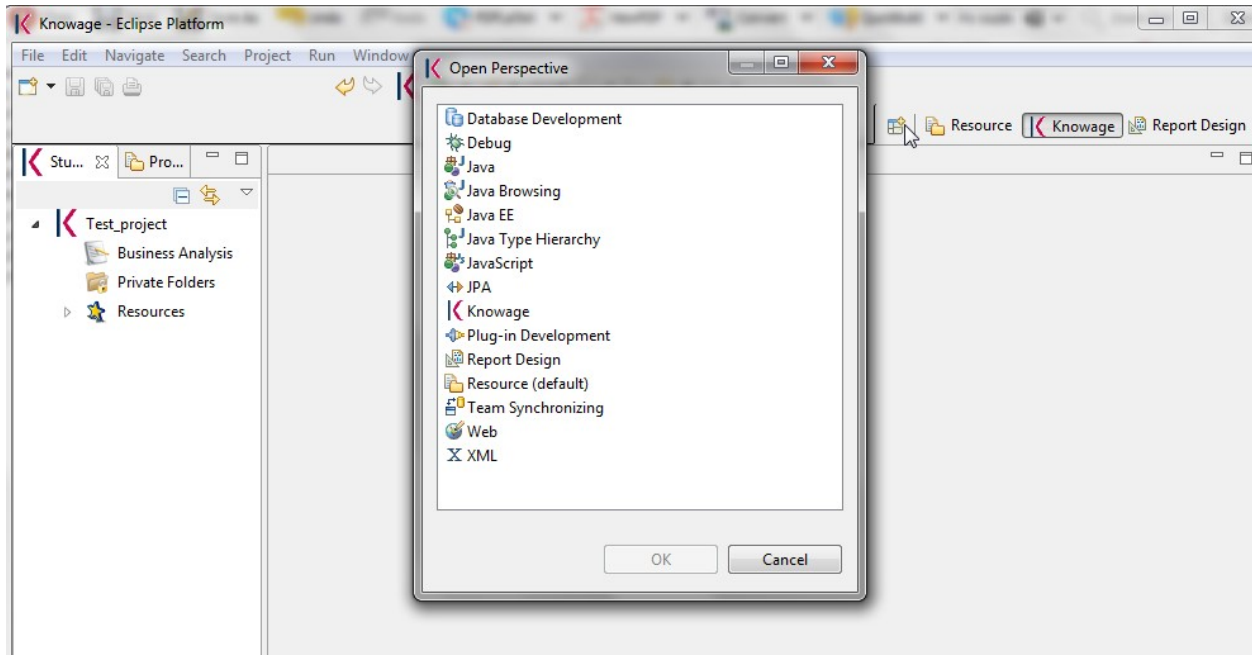 Knowage - Eclipse Platform
File Edit Navigate Search Project Run Window
Open Perspective
Resource Knowage Report Design
Stu... Pro...
Test_project
Business Analysis
Private Folders
Resources
Database Development
Debug
Java
Java Browsing
Java EE
Java Type Hierarchy
JavaScript
JPA
Knowage
Plug-in Development
Report Design
Resource (default)
Team Synchronizing
Web
XML
OK Cancel